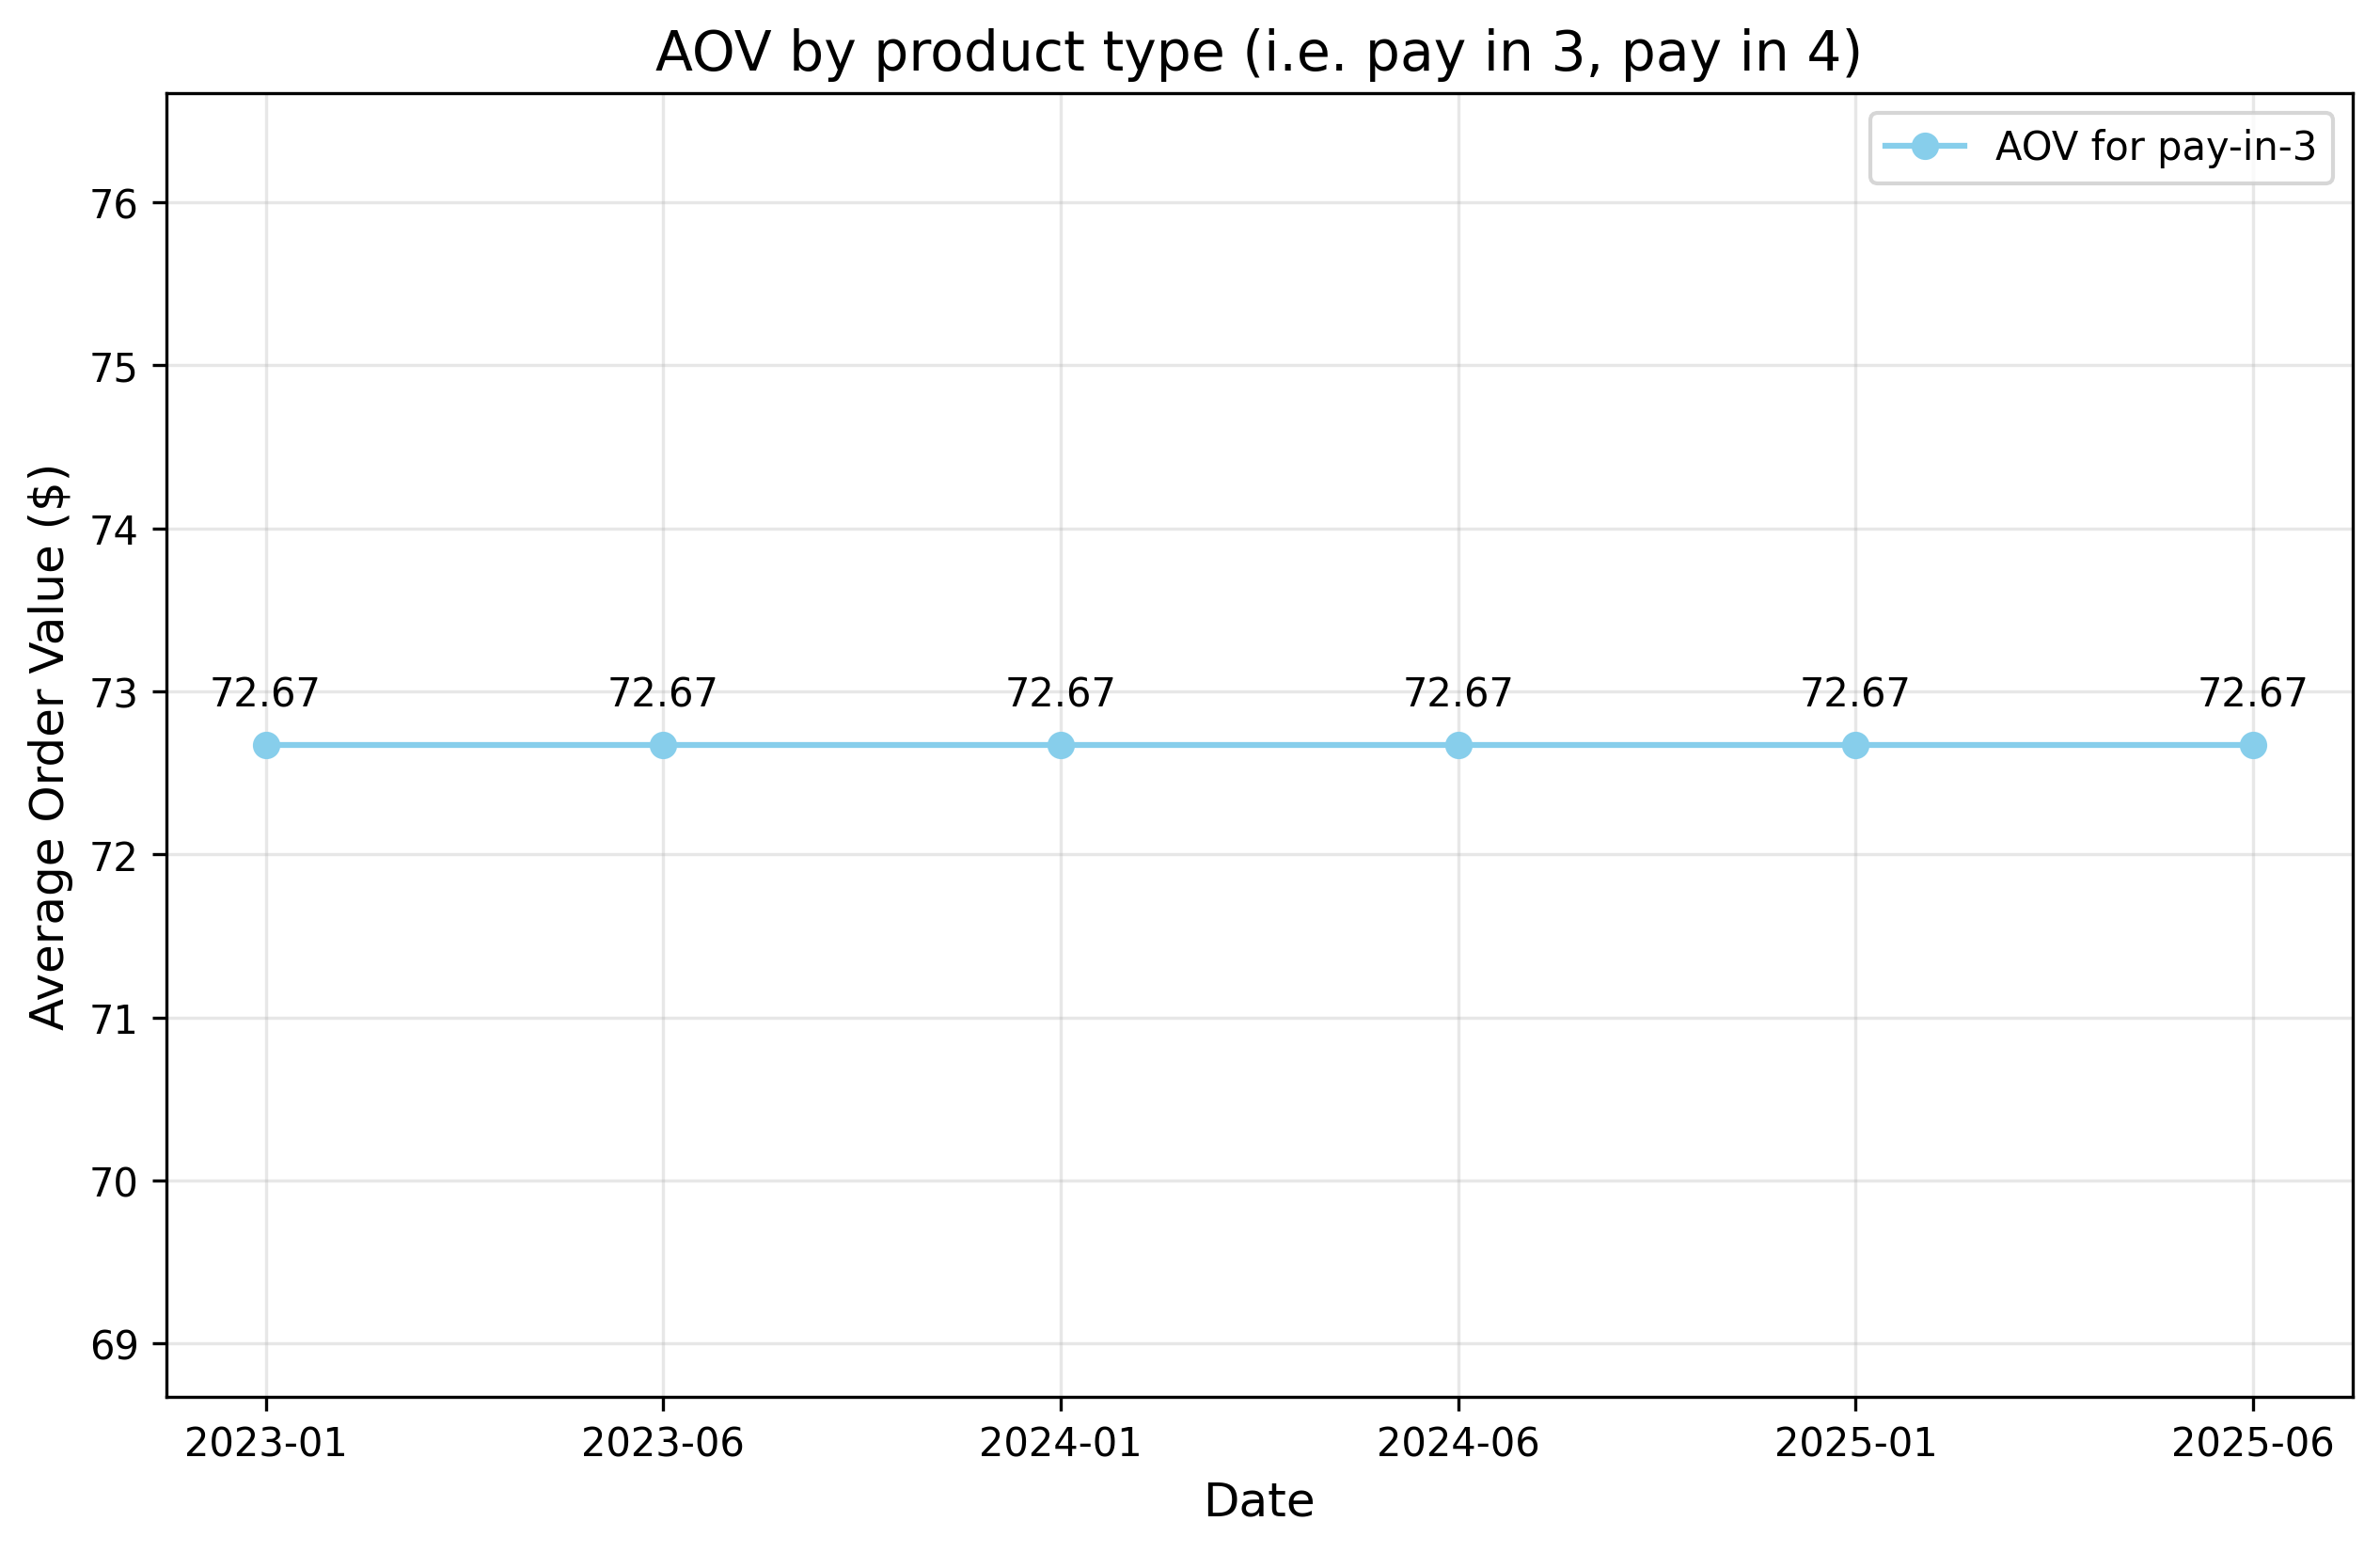 AOV by product type (i.e. pay in 3, pay in 4)
AOV for pay-in-3
Average Order Value ($)
76
75
74
73
72
71
70
69
72.67 72.67 72.67 72.67 72.67 72.67
2023-01 2023-06 2024-01 2024-06 2025-01 2025-06
Date